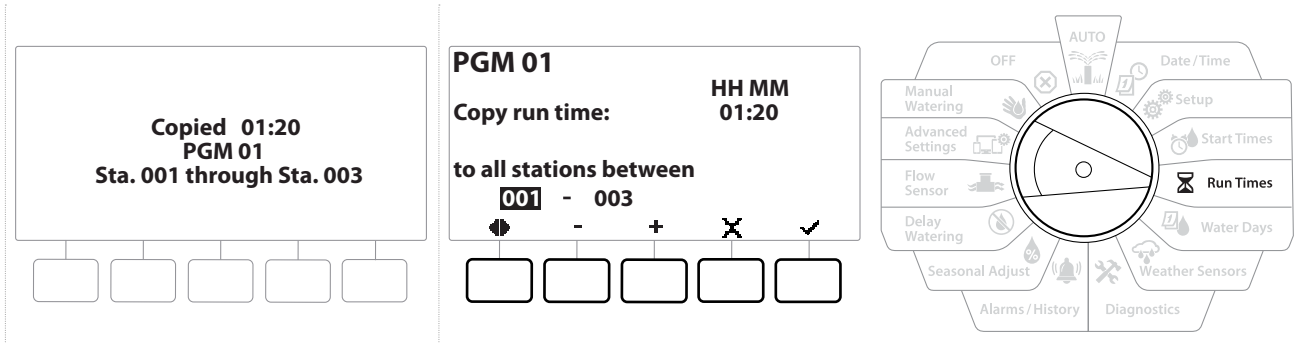 Copied 01:20
PGM 01
Sta. 001 through Sta. 003
PGM 01
HH MM
Copy run time: 01:20
to all stations between
001 - 003
- +
AUTO
OFF
Date/Time
Manual
Watering
Setup
Advanced
Settings
Start Times
Flow
Sensor
Run Times
Delay
Watering
Water Days
Seasonal Adjust
Weather Sensors
Alarms/History
Diagnostics